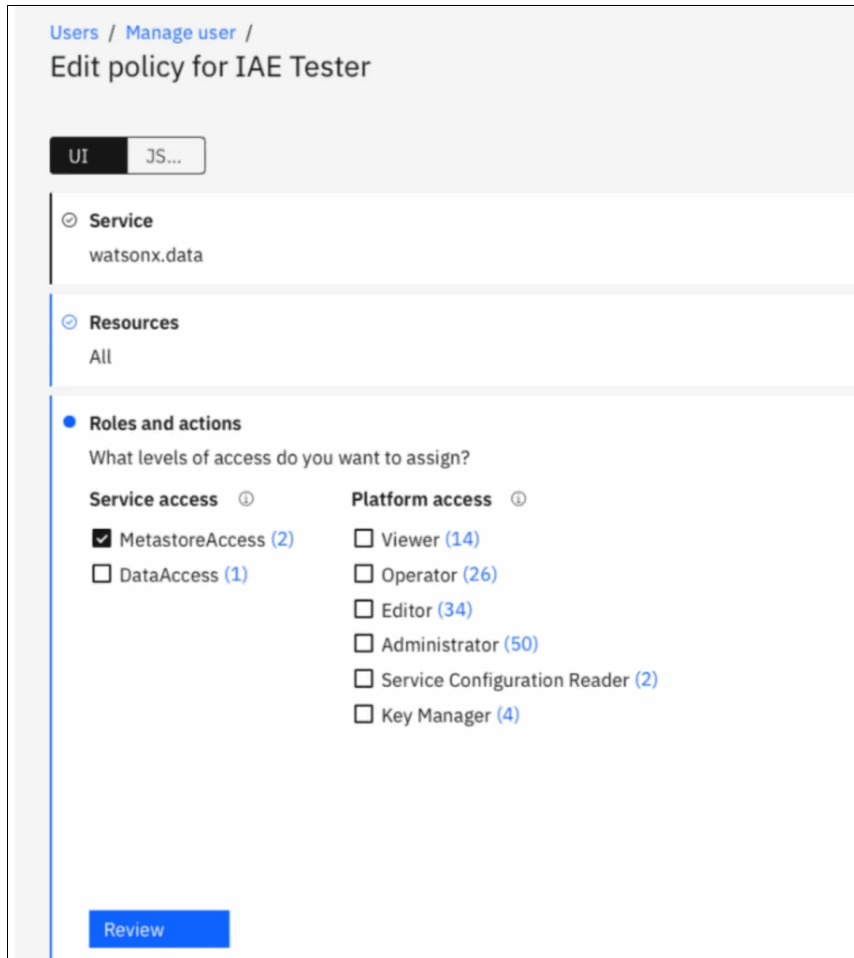 Users / Manage user /
Edit policy for IAE Tester
UI JS...
Service
watsonx.data
Resources
All
Roles and actions
What levels of access do you want to assign?
Service access Platform access
MetastoreAccess (2) Viewer (14)
DataAccess (1) Operator (26)
Editor (34)
Administrator (50)
Service Configuration Reader (2)
Key Manager (4)
Review